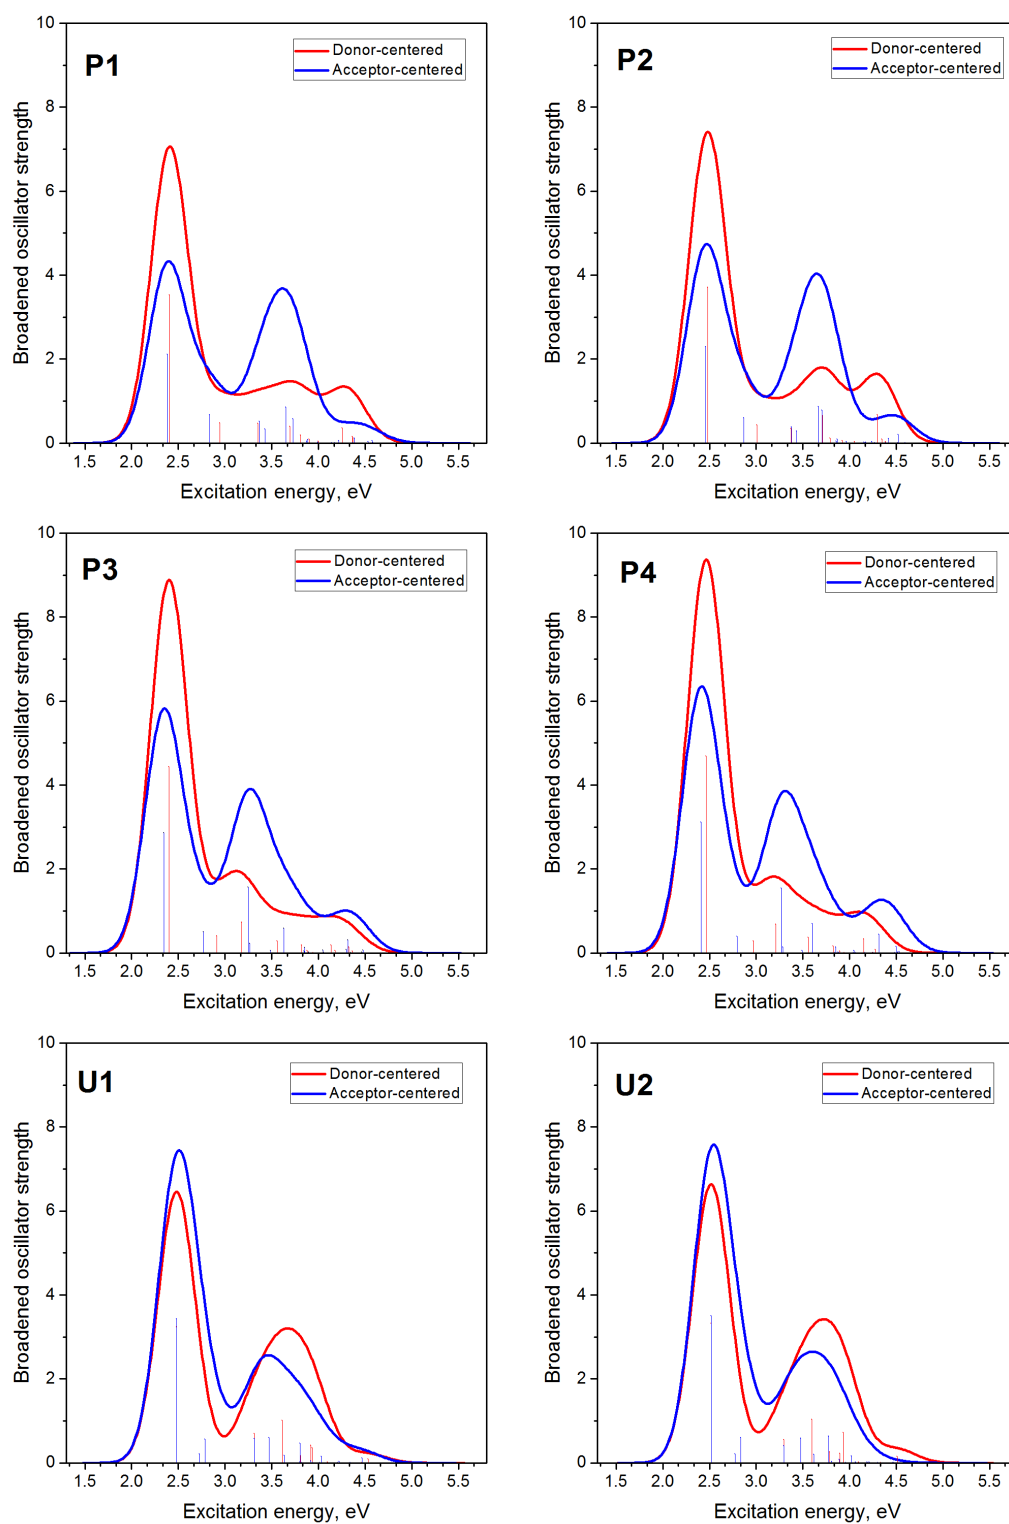 P1
Donor-centered
Acceptor-centered
Broadened oscillator strength
10
8
6
4
2
0
1.5 2.0 2.5 3.0 3.5 4.0 4.5 5.0 5.5
Excitation energy, eV
P2
Donor-centered
Acceptor-centered
Broadened oscillator strength
10
8
6
4
2
0
1.5 2.0 2.5 3.0 3.5 4.0 4.5 5.0 5.5
Excitation energy, eV
P3
Donor-centered
Acceptor-centered
Broadened oscillator strength
10
8
6
4
2
0
1.5 2.0 2.5 3.0 3.5 4.0 4.5 5.0 5.5
Excitation energy, eV
P4
Donor-centered
Acceptor-centered
Broadened oscillator strength
10
8
6
4
2
0
1.5 2.0 2.5 3.0 3.5 4.0 4.5 5.0 5.5
Excitation energy, eV
U1
Donor-centered
Acceptor-centered
Broadened oscillator strength
10
8
6
4
2
0
1.5 2.0 2.5 3.0 3.5 4.0 4.5 5.0 5.5
Excitation energy, eV
U2
Donor-centered
Acceptor-centered
Broadened oscillator strength
10
8
6
4
2
0
1.5 2.0 2.5 3.0 3.5 4.0 4.5 5.0 5.5
Excitation energy, eV